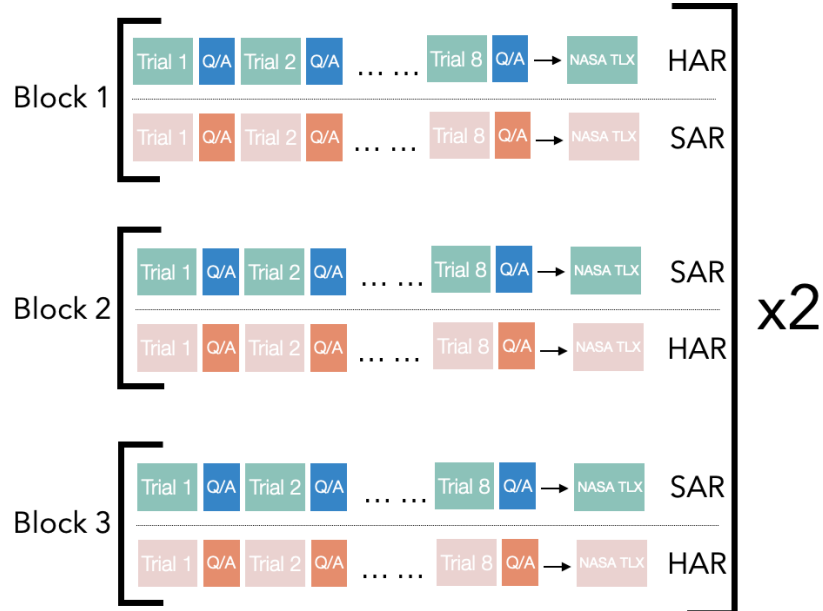 Block 1
Trial 1 Q/A Trial 2 Q/A ... ... Trial 8 Q/A NASA TLX HAR
Trial 1 Q/A Trial 2 Q/A ... ... Trial 8 Q/A NASA TLX SAR
Block 2
Trial 1 Q/A Trial 2 Q/A ... ... Trial 8 Q/A NASA TLX SAR
Trial 1 Q/A Trial 2 Q/A ... ... Trial 8 Q/A NASA TLX HAR
x2
Block 3
Trial 1 Q/A Trial 2 Q/A ... ... Trial 8 Q/A NASA TLX SAR
Trial 1 Q/A Trial 2 Q/A ... ... Trial 8 Q/A NASA TLX HAR